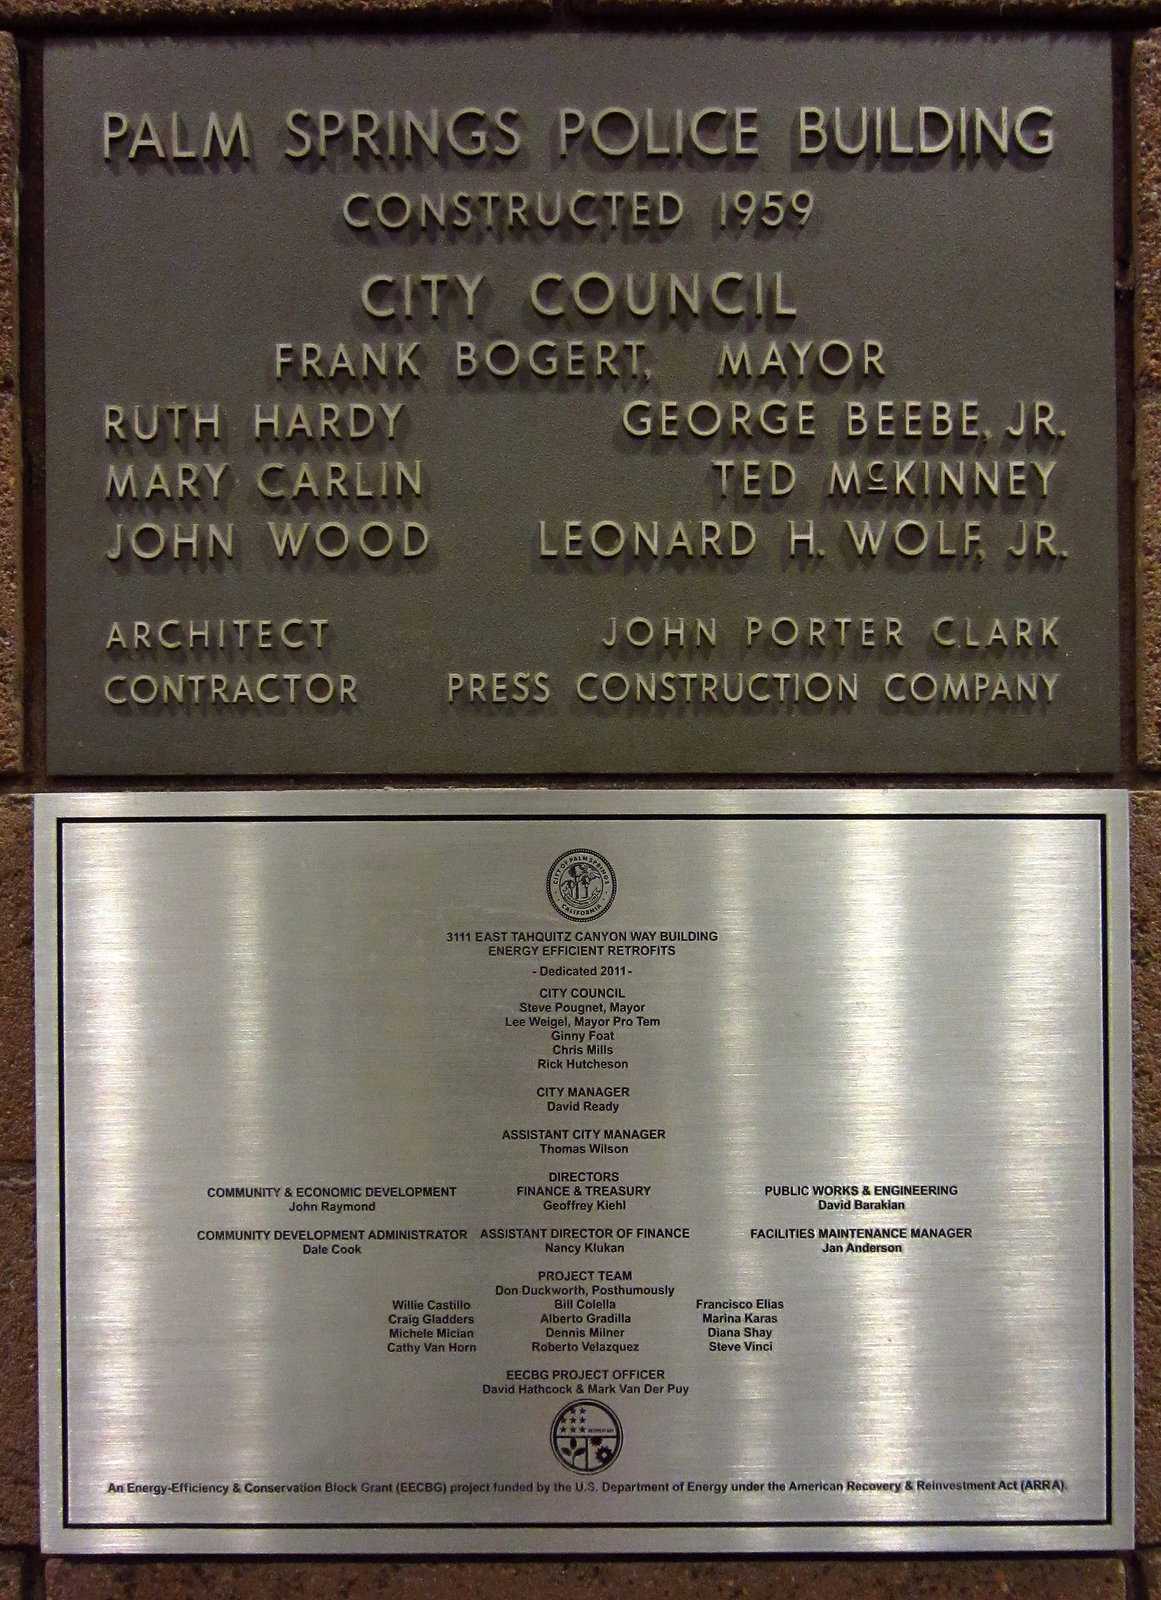 PALM SPRINGS POLICE BUILDING
CONSTRUCTED 1959
CITY COUNCIL
FRANK BOGERT, MAYOR
RUTH HARDY GEORGE BEEBE, JR.
MARY CARLIN TED McKINNEY
JOHN WOOD LEONARD H. WOLF, JR.
ARCHITECT JOHN PORTER CLARK
CONTRACTOR PRESS CONSTRUCTION COMPANY
CITY OF PALM SPRINGS
CALIFORNIA
3111 EAST TAHQUITZ CANYON WAY BUILDING
ENERGY EFFICIENT RETROFITS
- Dedicated 2011-
CITY COUNCIL
Steve Pougnet, Mayor
Lee Weigel, Mayor Pro Tem
Ginny Foat
Chris Mills
Rick Hutcheson
CITY MANAGER
David Ready
ASSISTANT CITY MANAGER
Thomas Wilson
DIRECTORS
COMMUNITY & ECONOMIC DEVELOPMENT FINANCE & TREASURY PUBLIC WORKS & ENGINEERING
John Raymond Geoffrey Kiehl David Barakian
COMMUNITY DEVELOPMENT ADMINISTRATOR ASSISTANT DIRECTOR OF FINANCE FACILITIES MAINTENANCE MANAGER
Dale Cook Nancy Klukan Jan Anderson
PROJECT TEAM
Don Duckworth, Posthumously
Willie Castillo Bill Colella Francisco Elias
Craig Gladders Alberto Gradilla Marina Karas
Michele Mician Dennis Milner Diana Shay
Cathy Van Horn Roberto Velazquez Steve Vinci
EECBG PROJECT OFFICER
David Hathcock & Mark Van Der Puy
An Energy-Efficiency & Conservation Block Grant (EECBG) project funded by the U.S. Department of Energy under the American Recovery & Reinvestment Act (ARRA).